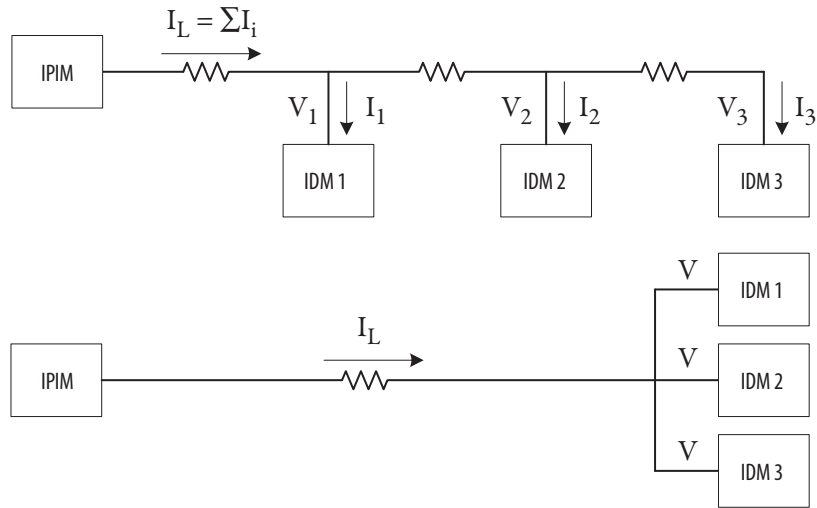 I_L = ∑I_i
IPIM
V_1 I_1 V_2 I_2 V_3 I_3
IDM 1 IDM 2 IDM 3
V IDM 1
I_L
IPIM V IDM 2
V IDM 3